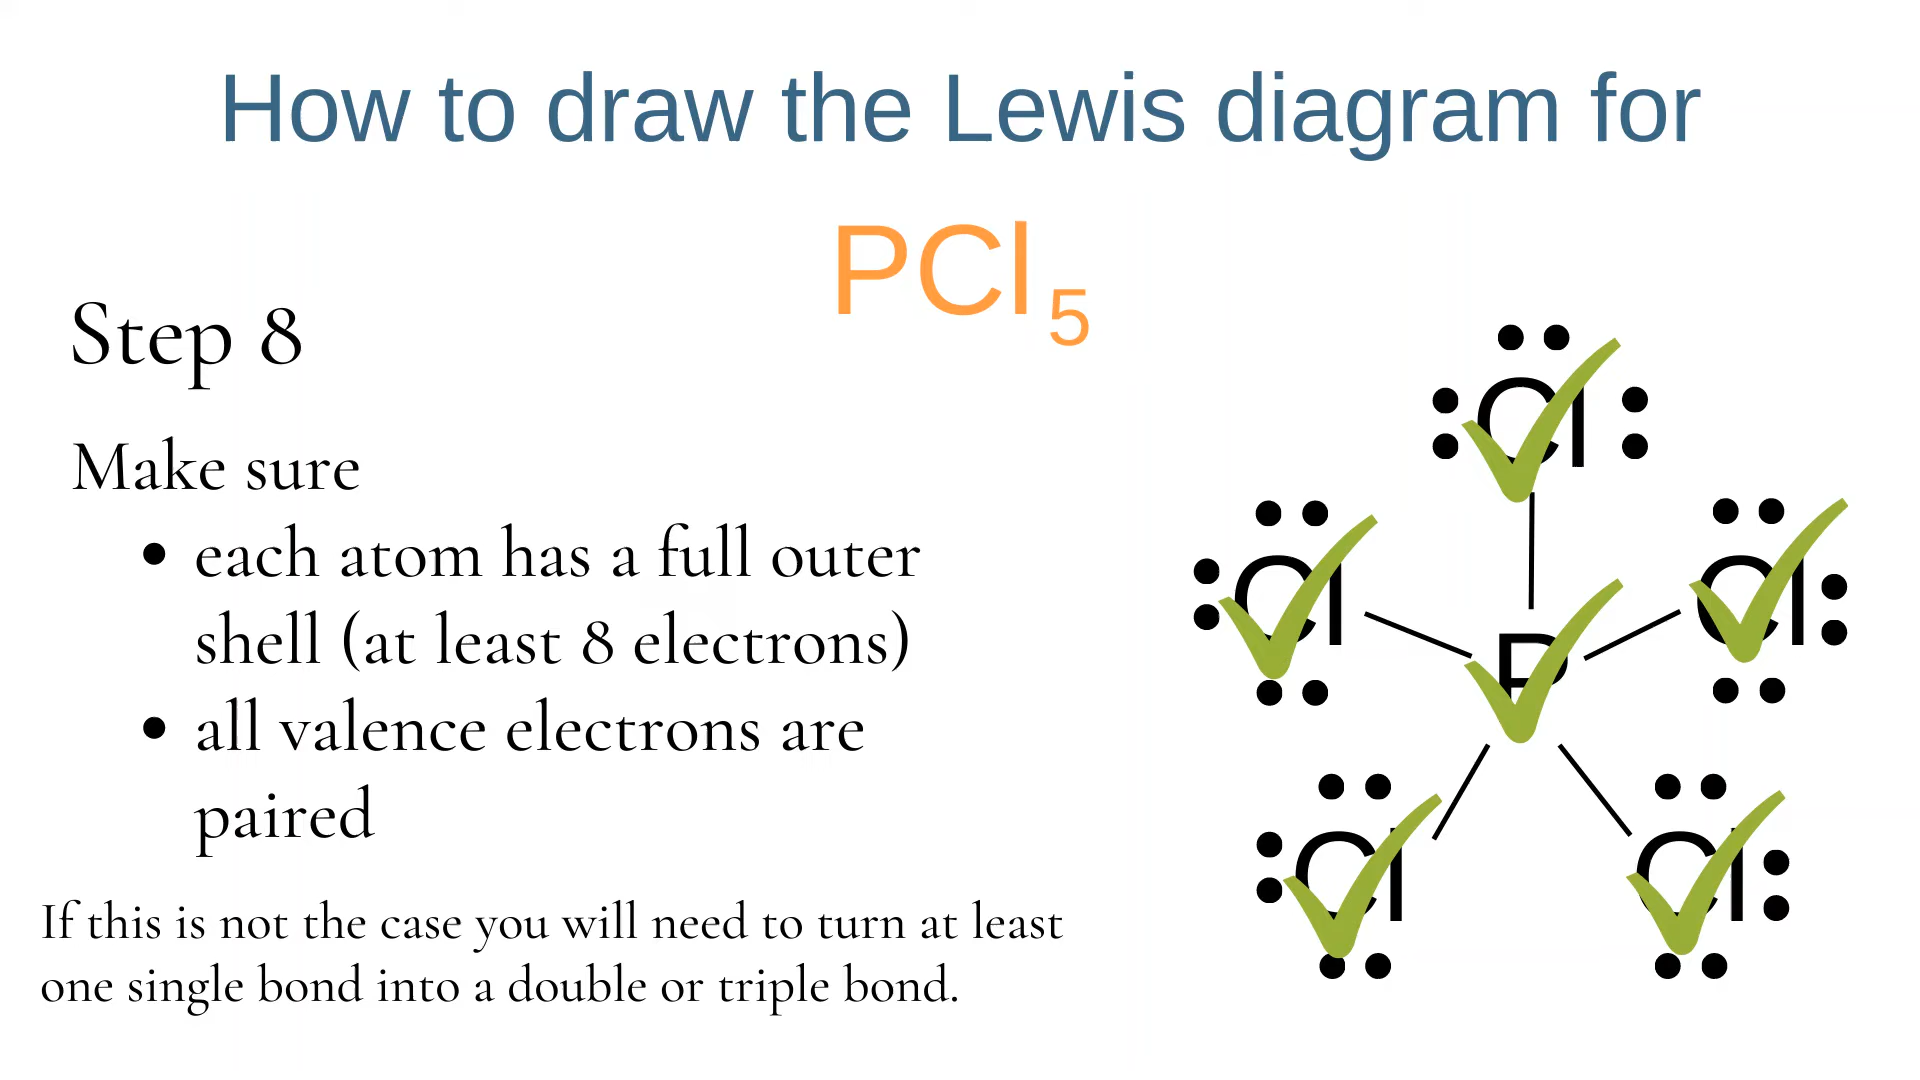 How to draw the Lewis diagram for
PCl5
Step 8
Make sure
• each atom has a full outer
shell (at least 8 electrons)
• all valence electrons are
paired
If this is not the case you will need to turn at least
one single bond into a double or triple bond.
Cl
Cl
Cl
P
Cl
Cl